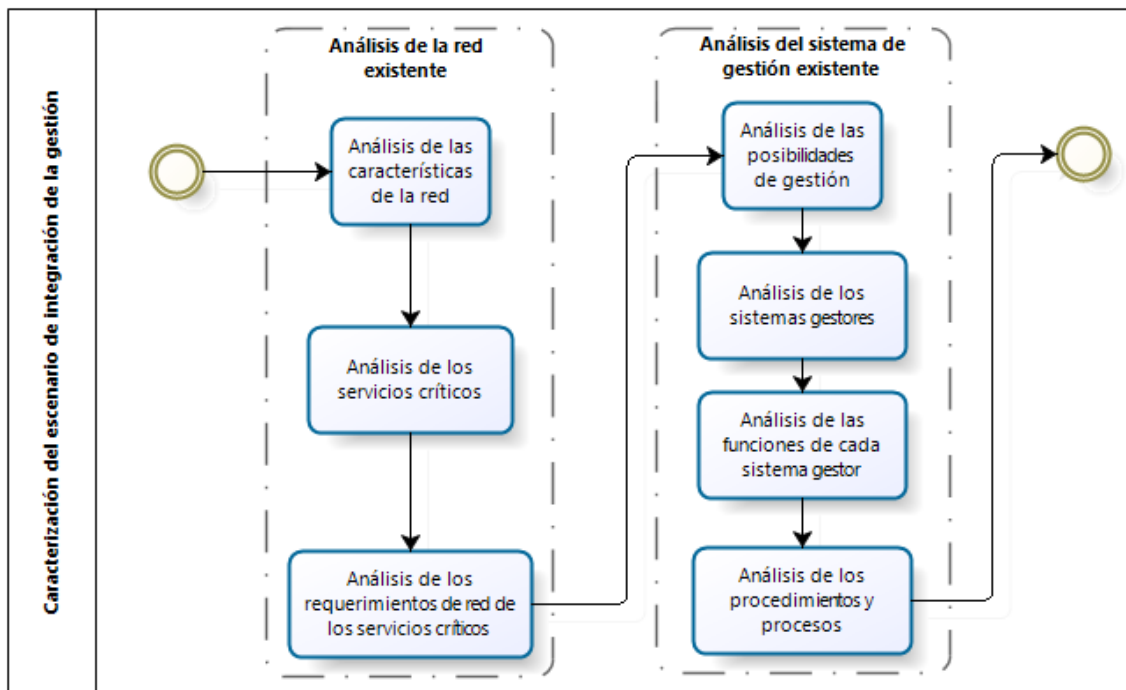 Caracterización del escenario de integración de la gestión
Análisis de la red
existente
Análisis de las
características
de la red
Análisis de los
servicios críticos
Análisis de los
requerimientos de red de
los servicios críticos
Análisis del sistema de
gestión existente
Análisis de las
posibilidades
de gestión
Análisis de los
sistemas gestores
Análisis de las
funciones de cada
sistema gestor
Análisis de los
procedimientos y
procesos